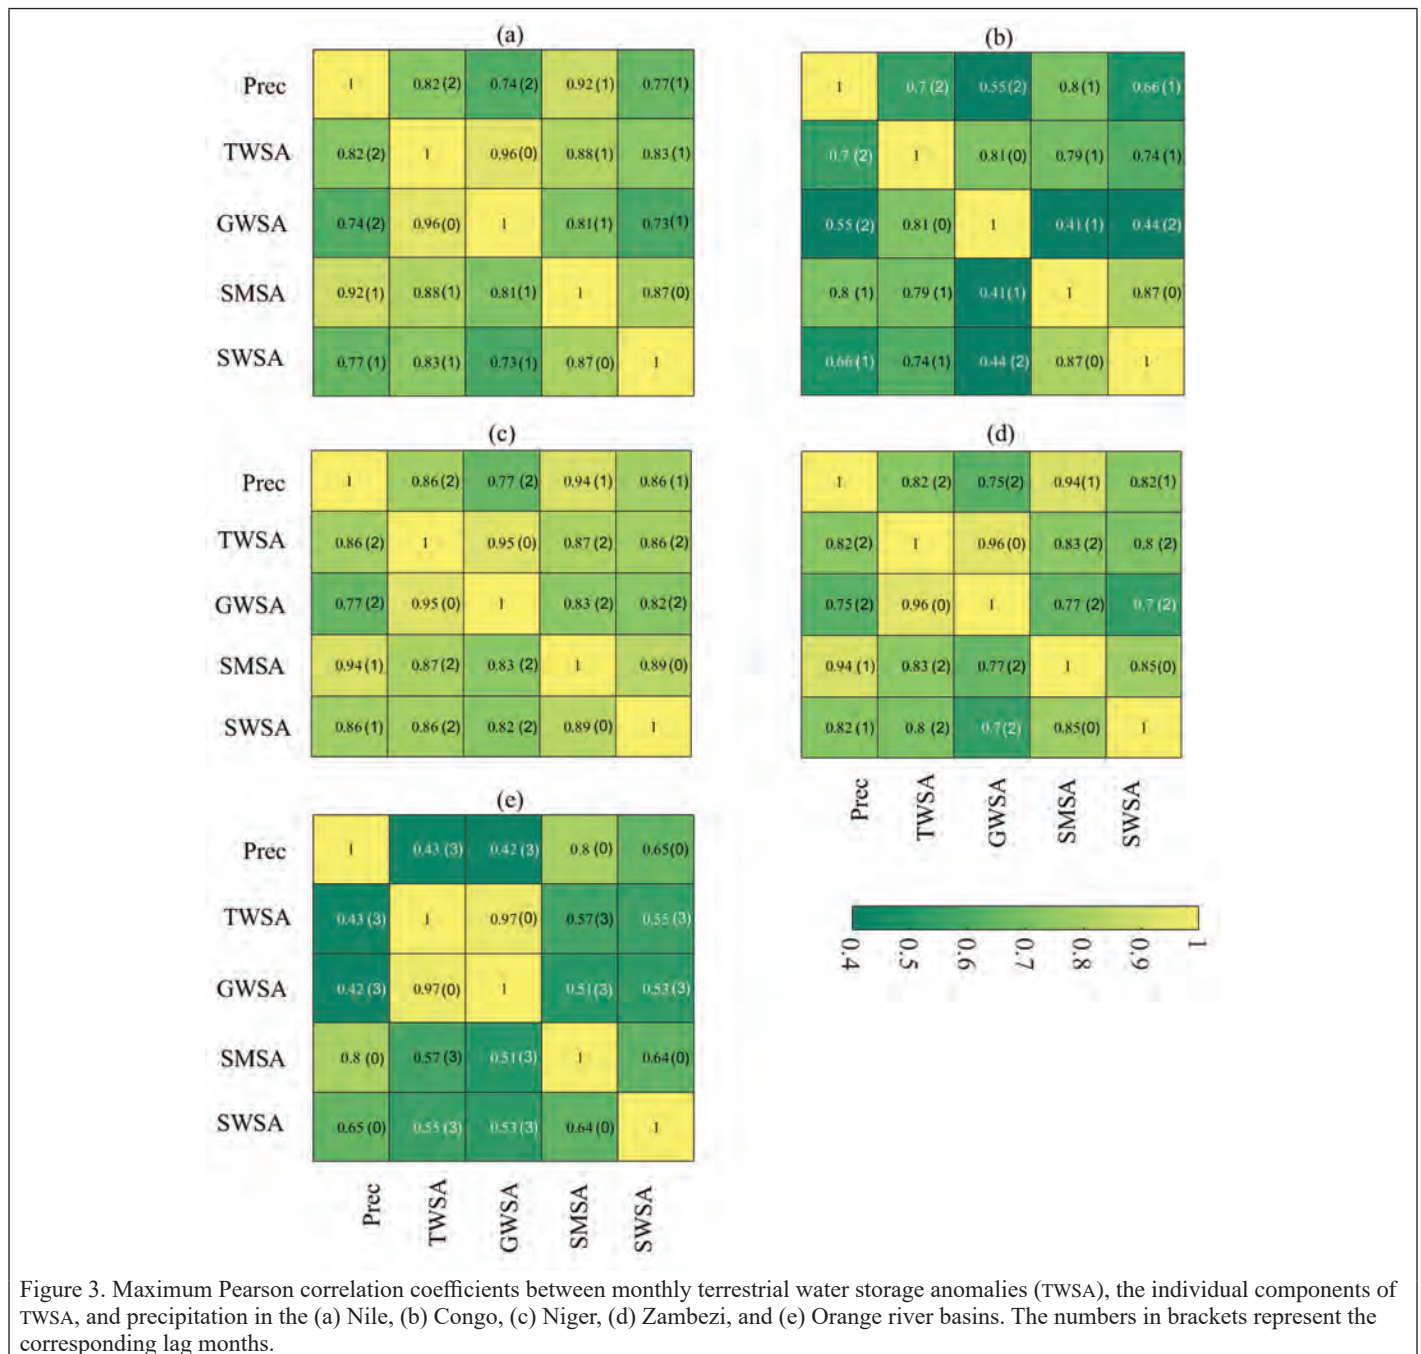 (a)
Prec 1 0.82 (2) 0.74 (2) 0.92 (1) 0.77(1)
TWSA 0.82 (2) 1 0.96 (0) 0.88(1) 0.83 (1)
GWSA 0.74 (2) 0.96 (0) 1 0.81(1) 0.73(1)
SMSA 0.92(1) 0.88(1) 0.81(1) 1 0.87(0)
SWSA 0.77 (1) 0.83(1) 0.73(1) 0.87 (0) 1
(b)
1 0.7 (2) 0.55(2) 0.8(1) 0.66(1)
0.7 (2) 1 0.81(0) 0.79 (1) 0.74 (1)
0.55 (2) 0.81 (0) 1 0.41(1) 0.44(2)
0.8 (1) 0.79 (1) 0.41(1) 1 0.87 (0)
0.66 (1) 0.74 (1) 0.44 (2) 0.87 (0) 1
(c)
Prec 1 0.86 (2) 0.77 (2) 0.94 (1) 0.86 (1)
TWSA 0.86 (2) 1 0.95 (0) 0.87 (2) 0.86 (2)
GWSA 0.77 (2) 0.95 (0) 1 0.83 (2) 0.82(2)
SMSA 0.94 (1) 0.87 (2) 0.83 (2) 1 0.89(0)
SWSA 0.86 (1) 0.86 (2) 0.82 (2) 0.89 (0) 1
(d)
1 0.82 (2) 0.75(2) 0.94(1) 0.82(1)
0.82(2) 1 0.96 (0) 0.83 (2) 0.8 (2)
0.75 (2) 0.96 (0) 1 0.77 (2) 0.7 (2)
0.94 (1) 0.83 (2) 0.77(2) 1 0.85(0)
0.82 (1) 0.8 (2) 0.7(2) 0.85(0) 1
Prec TWSA GWSA SMSA SWSA
(e)
Prec 1 0.43 (3) 0.42 (3) 0.8 (0) 0.65(0)
TWSA 0.43 (3) 1 0.97(0) 0.57(3) 0.55 (3)
GWSA 0.42 (3) 0.97(0) 1 0.51(3) 0.53(3)
SMSA 0.8 (0) 0.57 (3) 0.51(3) 1 0.64(0)
SWSA 0.65 (0) 0.55 (3) 0.53(3) 0.64 (0) 1
Prec TWSA GWSA SMSA SWSA
0.4 0.5 0.6 0.7 0.8 0.9 1
Figure 3. Maximum Pearson correlation coefficients between monthly terrestrial water storage anomalies (TWSA), the individual components of
TWSA, and precipitation in the (a) Nile, (b) Congo, (c) Niger, (d) Zambezi, and (e) Orange river basins. The numbers in brackets represent the
corresponding lag months.